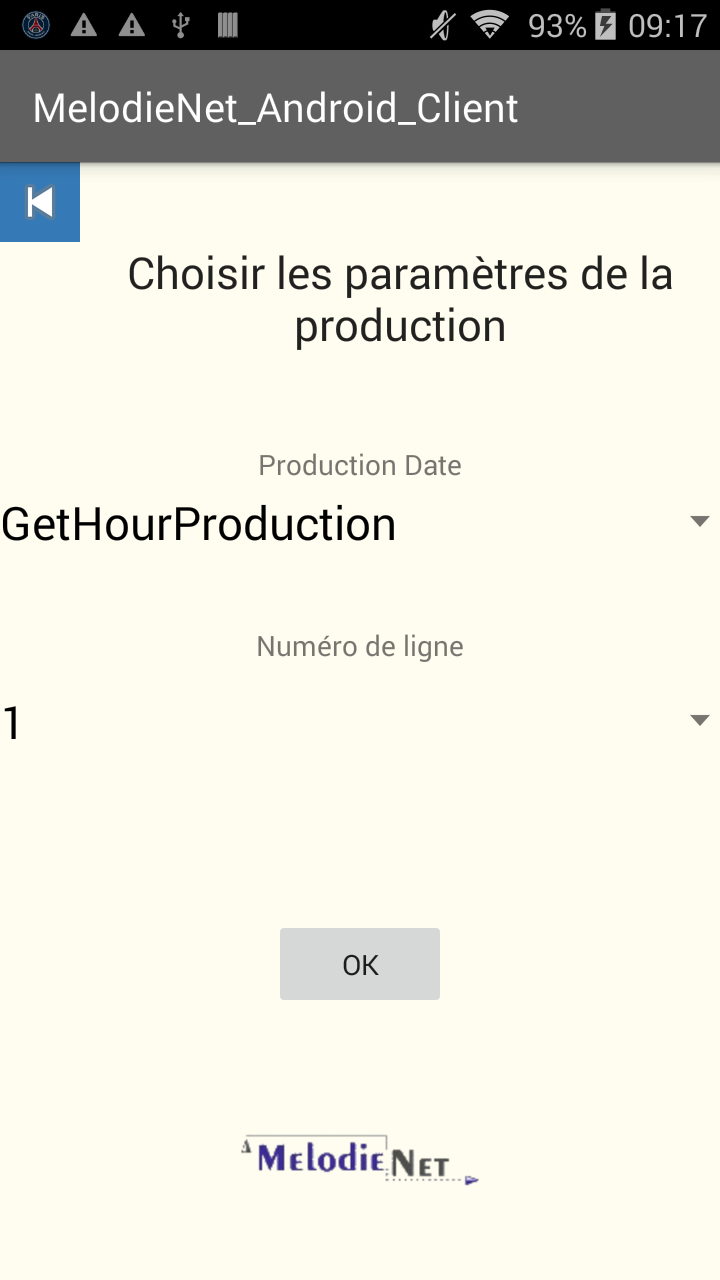 93% 09:17
MelodieNet_Android_Client
Choisir les paramètres de la
production
Production Date
GetHourProduction
Numéro de ligne
1
OK
MelodieNet